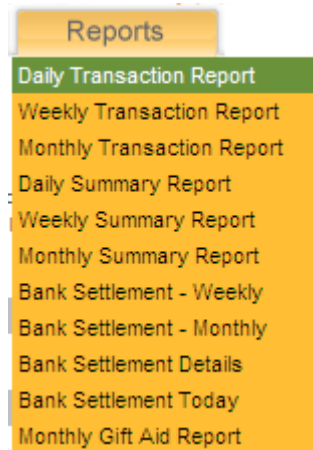 Reports
Daily Transaction Report
Weekly Transaction Report
Monthly Transaction Report
Daily Summary Report
Weekly Summary Report
Monthly Summary Report
Bank Settlement - Weekly
Bank Settlement - Monthly
Bank Settlement Details
Bank Settlement Today
Monthly Gift Aid Report